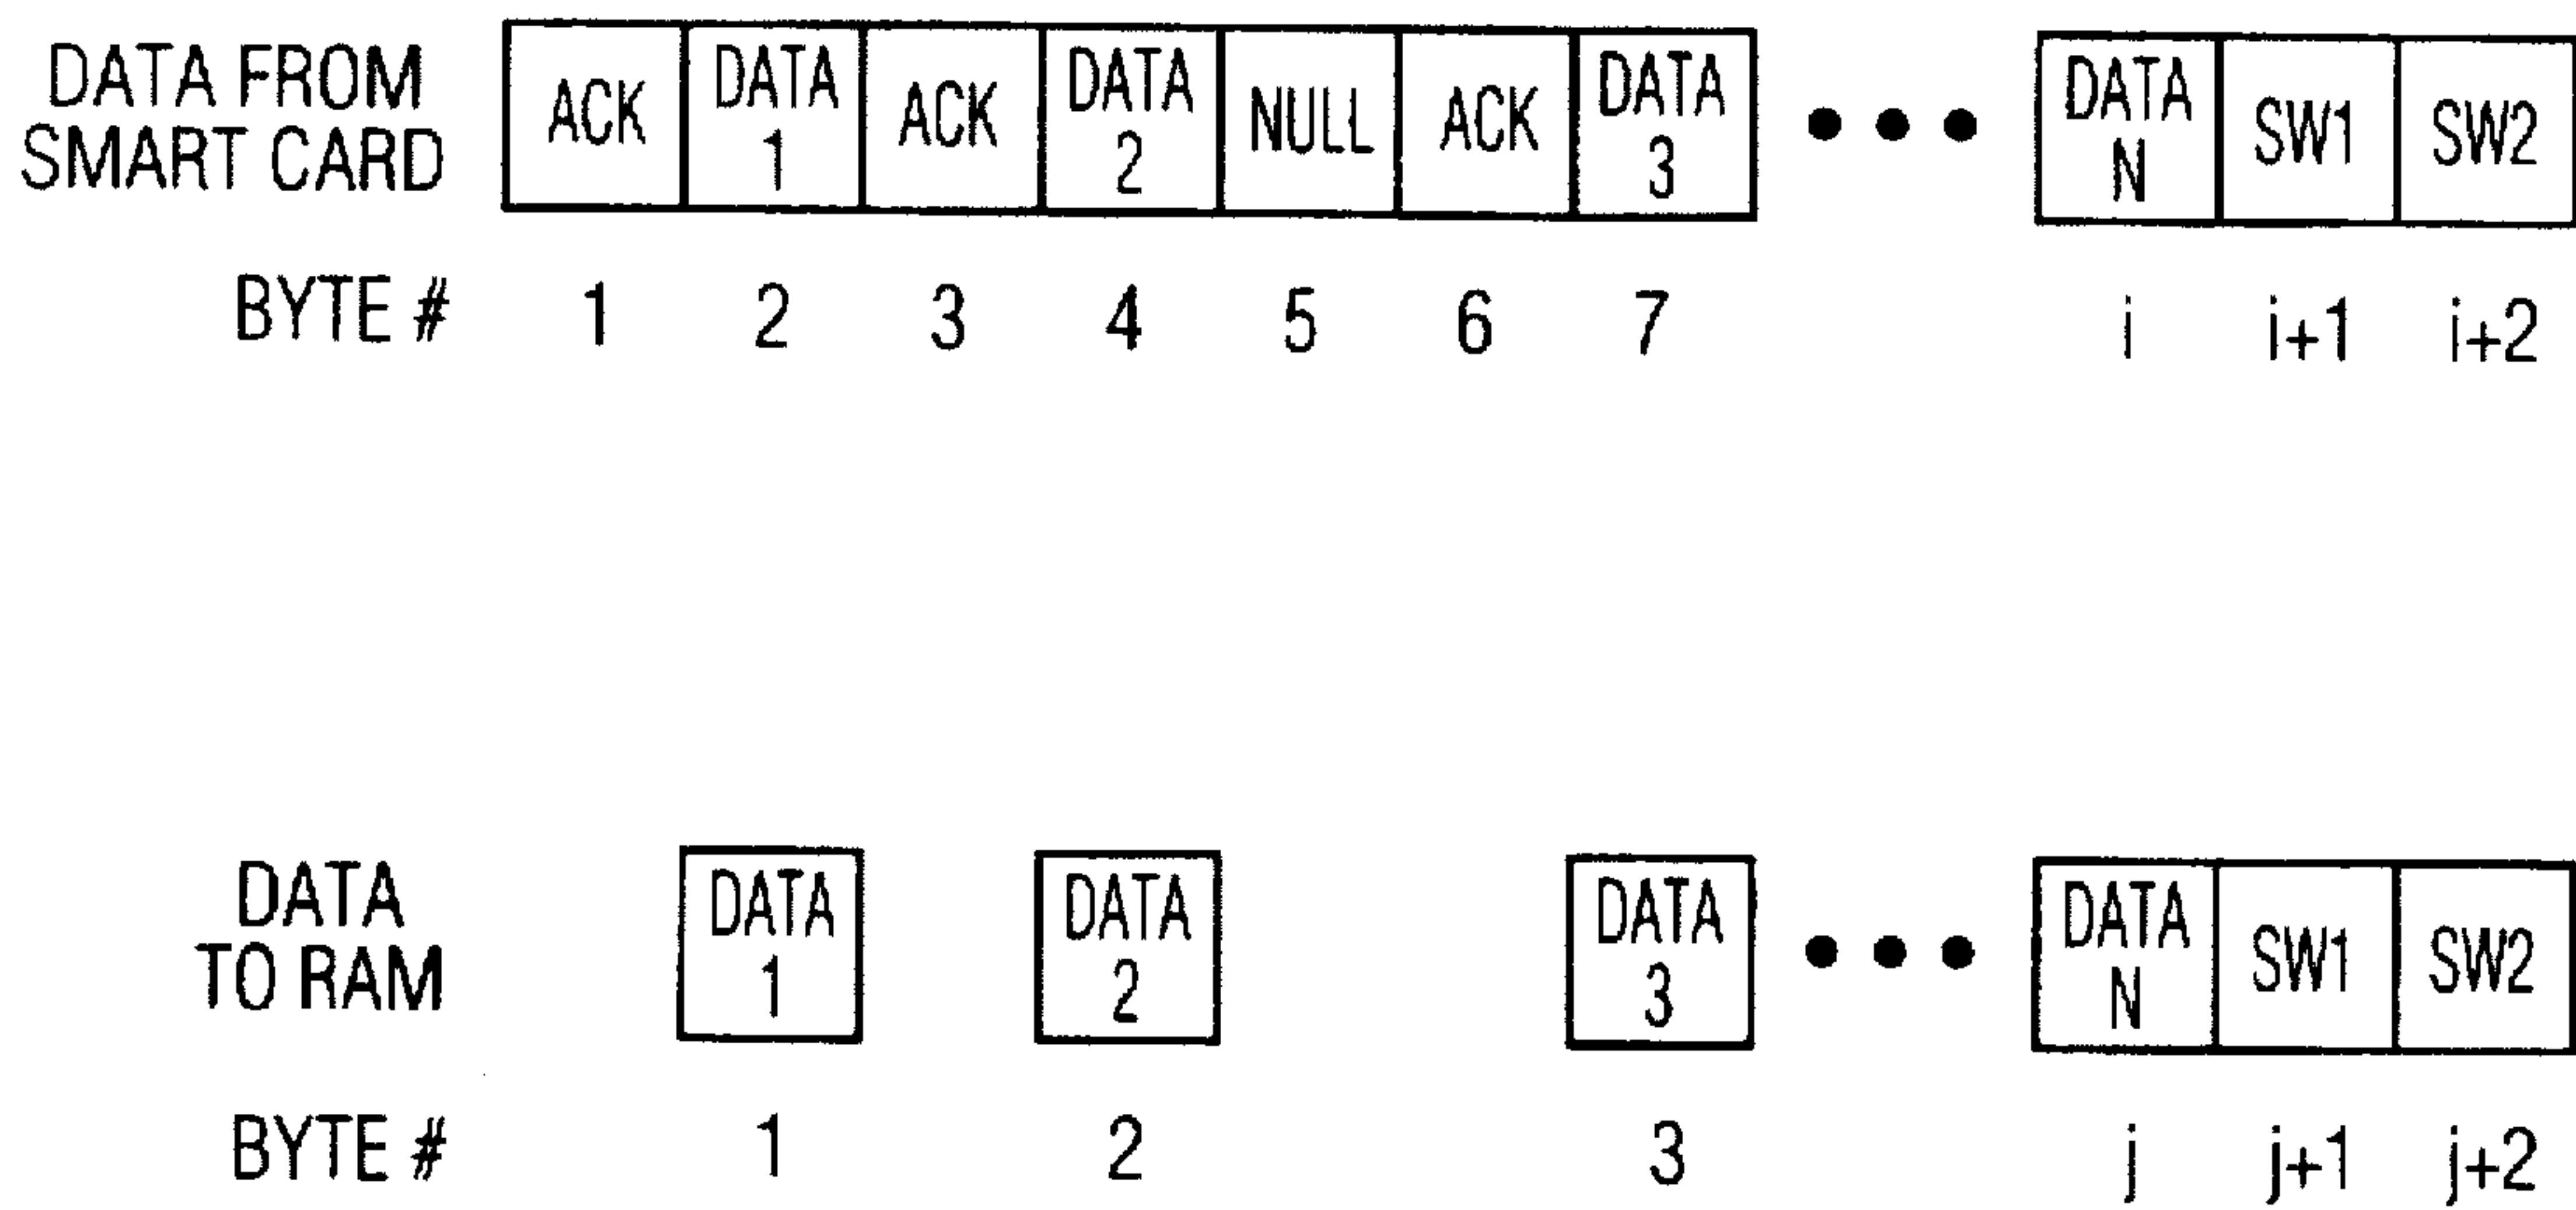 DATA FROM
SMART CARD
ACK DATA 1 ACK DATA 2 NULL ACK DATA 3 ● ● ● DATA N SW1 SW2
BYTE # 1 2 3 4 5 6 7 i i+1 i+2
DATA
TO RAM
DATA 1 DATA 2 DATA 3 ● ● ● DATA N SW1 SW2
BYTE # 1 2 3 j j+1 j+2